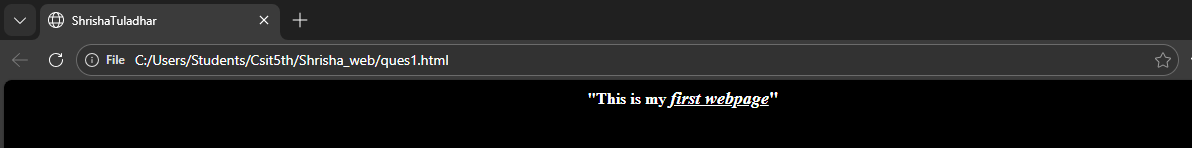 ShrishaTuladhar
File C:/Users/Students/Csit5th/Shrisha_web/ques1.html
"This is my first webpage"